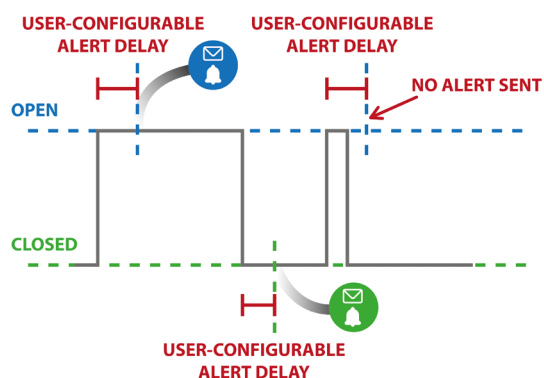 USER-CONFIGURABLE
ALERT DELAY
USER-CONFIGURABLE
ALERT DELAY
NO ALERT SENT
OPEN
CLOSED
USER-CONFIGURABLE
ALERT DELAY